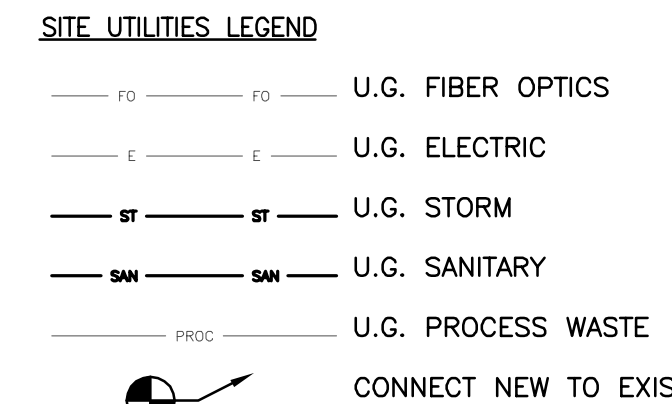 SITE UTILITIES LEGEND
FO FO U.G. FIBER OPTICS
E E U.G. ELECTRIC
ST ST U.G. STORM
SAN SAN U.G. SANITARY
PROC U.G. PROCESS WASTE
CONNECT NEW TO